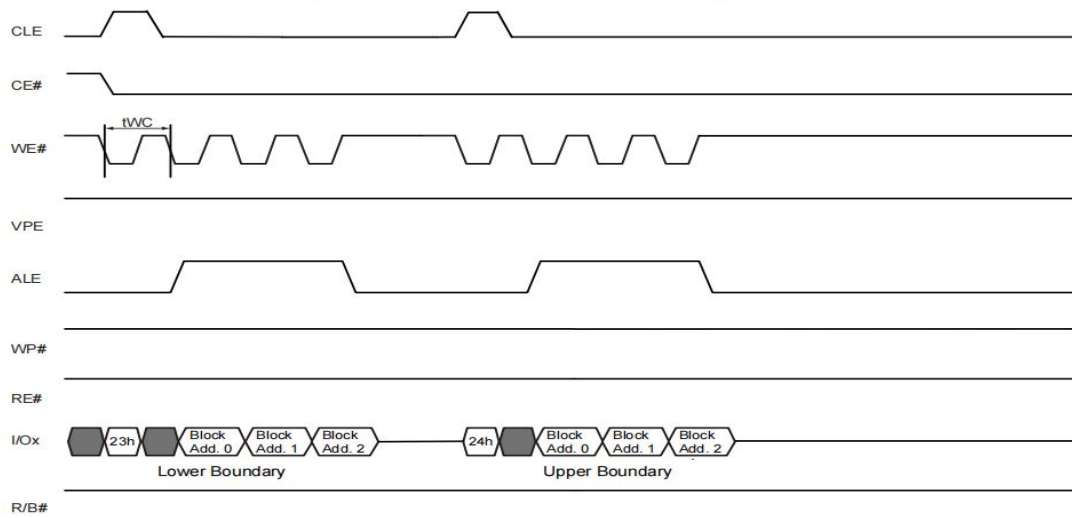 CLE
CE#
tWC
WE#
VPE
ALE
WP#
RE#
I/Ox 23h Block Add. 0 Block Add. 1 Block Add. 2 24h Block Add. 0 Block Add. 1 Block Add. 2
Lower Boundary Upper Boundary
R/B#